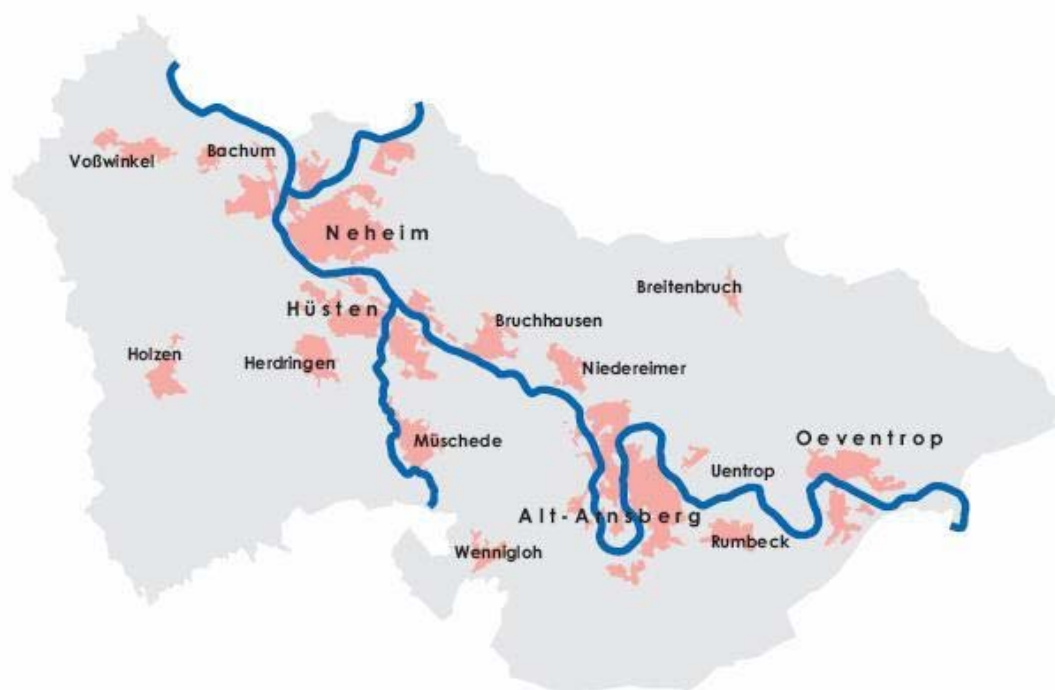 Voßwinkel
Bachum
Neheim
Breitenbruch
Hüsten
Bruchhausen
Holzen
Herdringen
Niedereimer
Müschede
Oeventrop
Uentrop
Alt-Arnsberg
Wennigloh
Rumbeck